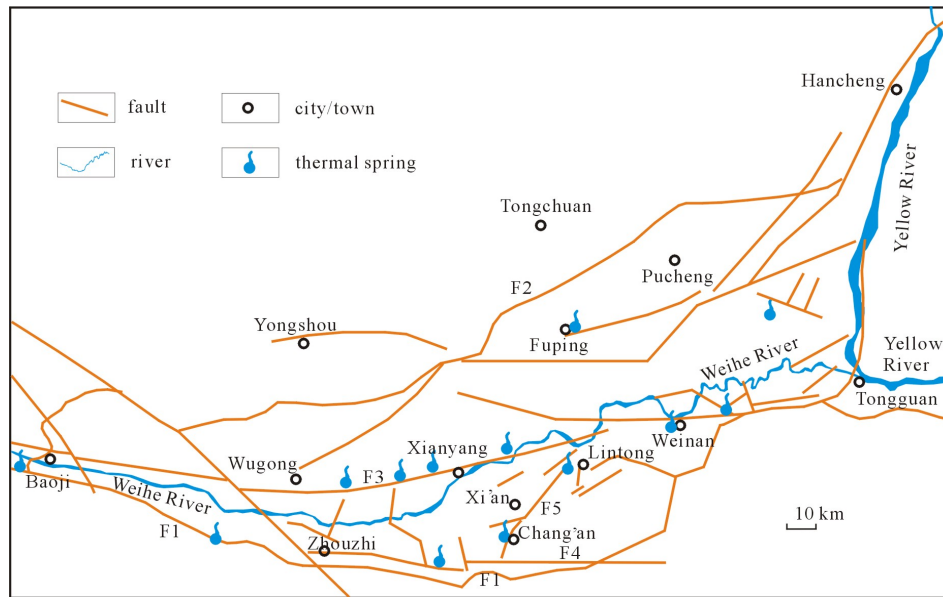 Hancheng
fault
city/town
river
thermal spring
Yellow River
Tongchuan
Pucheng
F2
Yongshou
Fuping
Weihe River
Yellow
River
Tongguan
Weinan
Xianyang
Lintong
Wugong
F3
Baoji
Weihe River
Xi'an
F5
10 km
F1
Zhouzhi
Chang'an
F4
F1